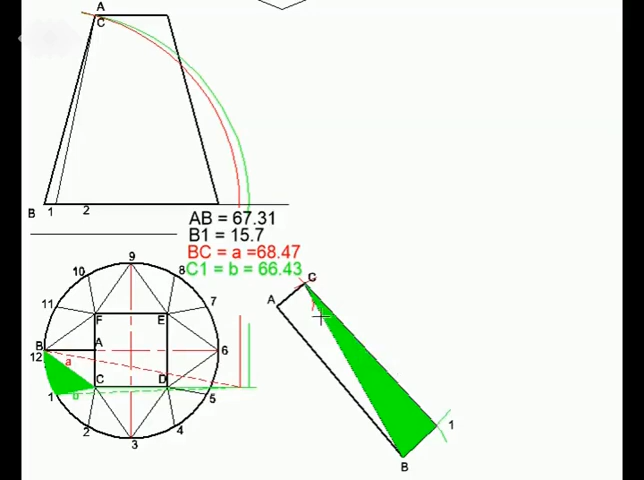 A
C
B 1 2
AB = 67.31
B1 = 15.7
BC = a =68.47
C1 = b = 66.43
9
10 8
11 7
F E
B A 6
12 a
C D
1 b 5
2 4
3
C
A
1
B